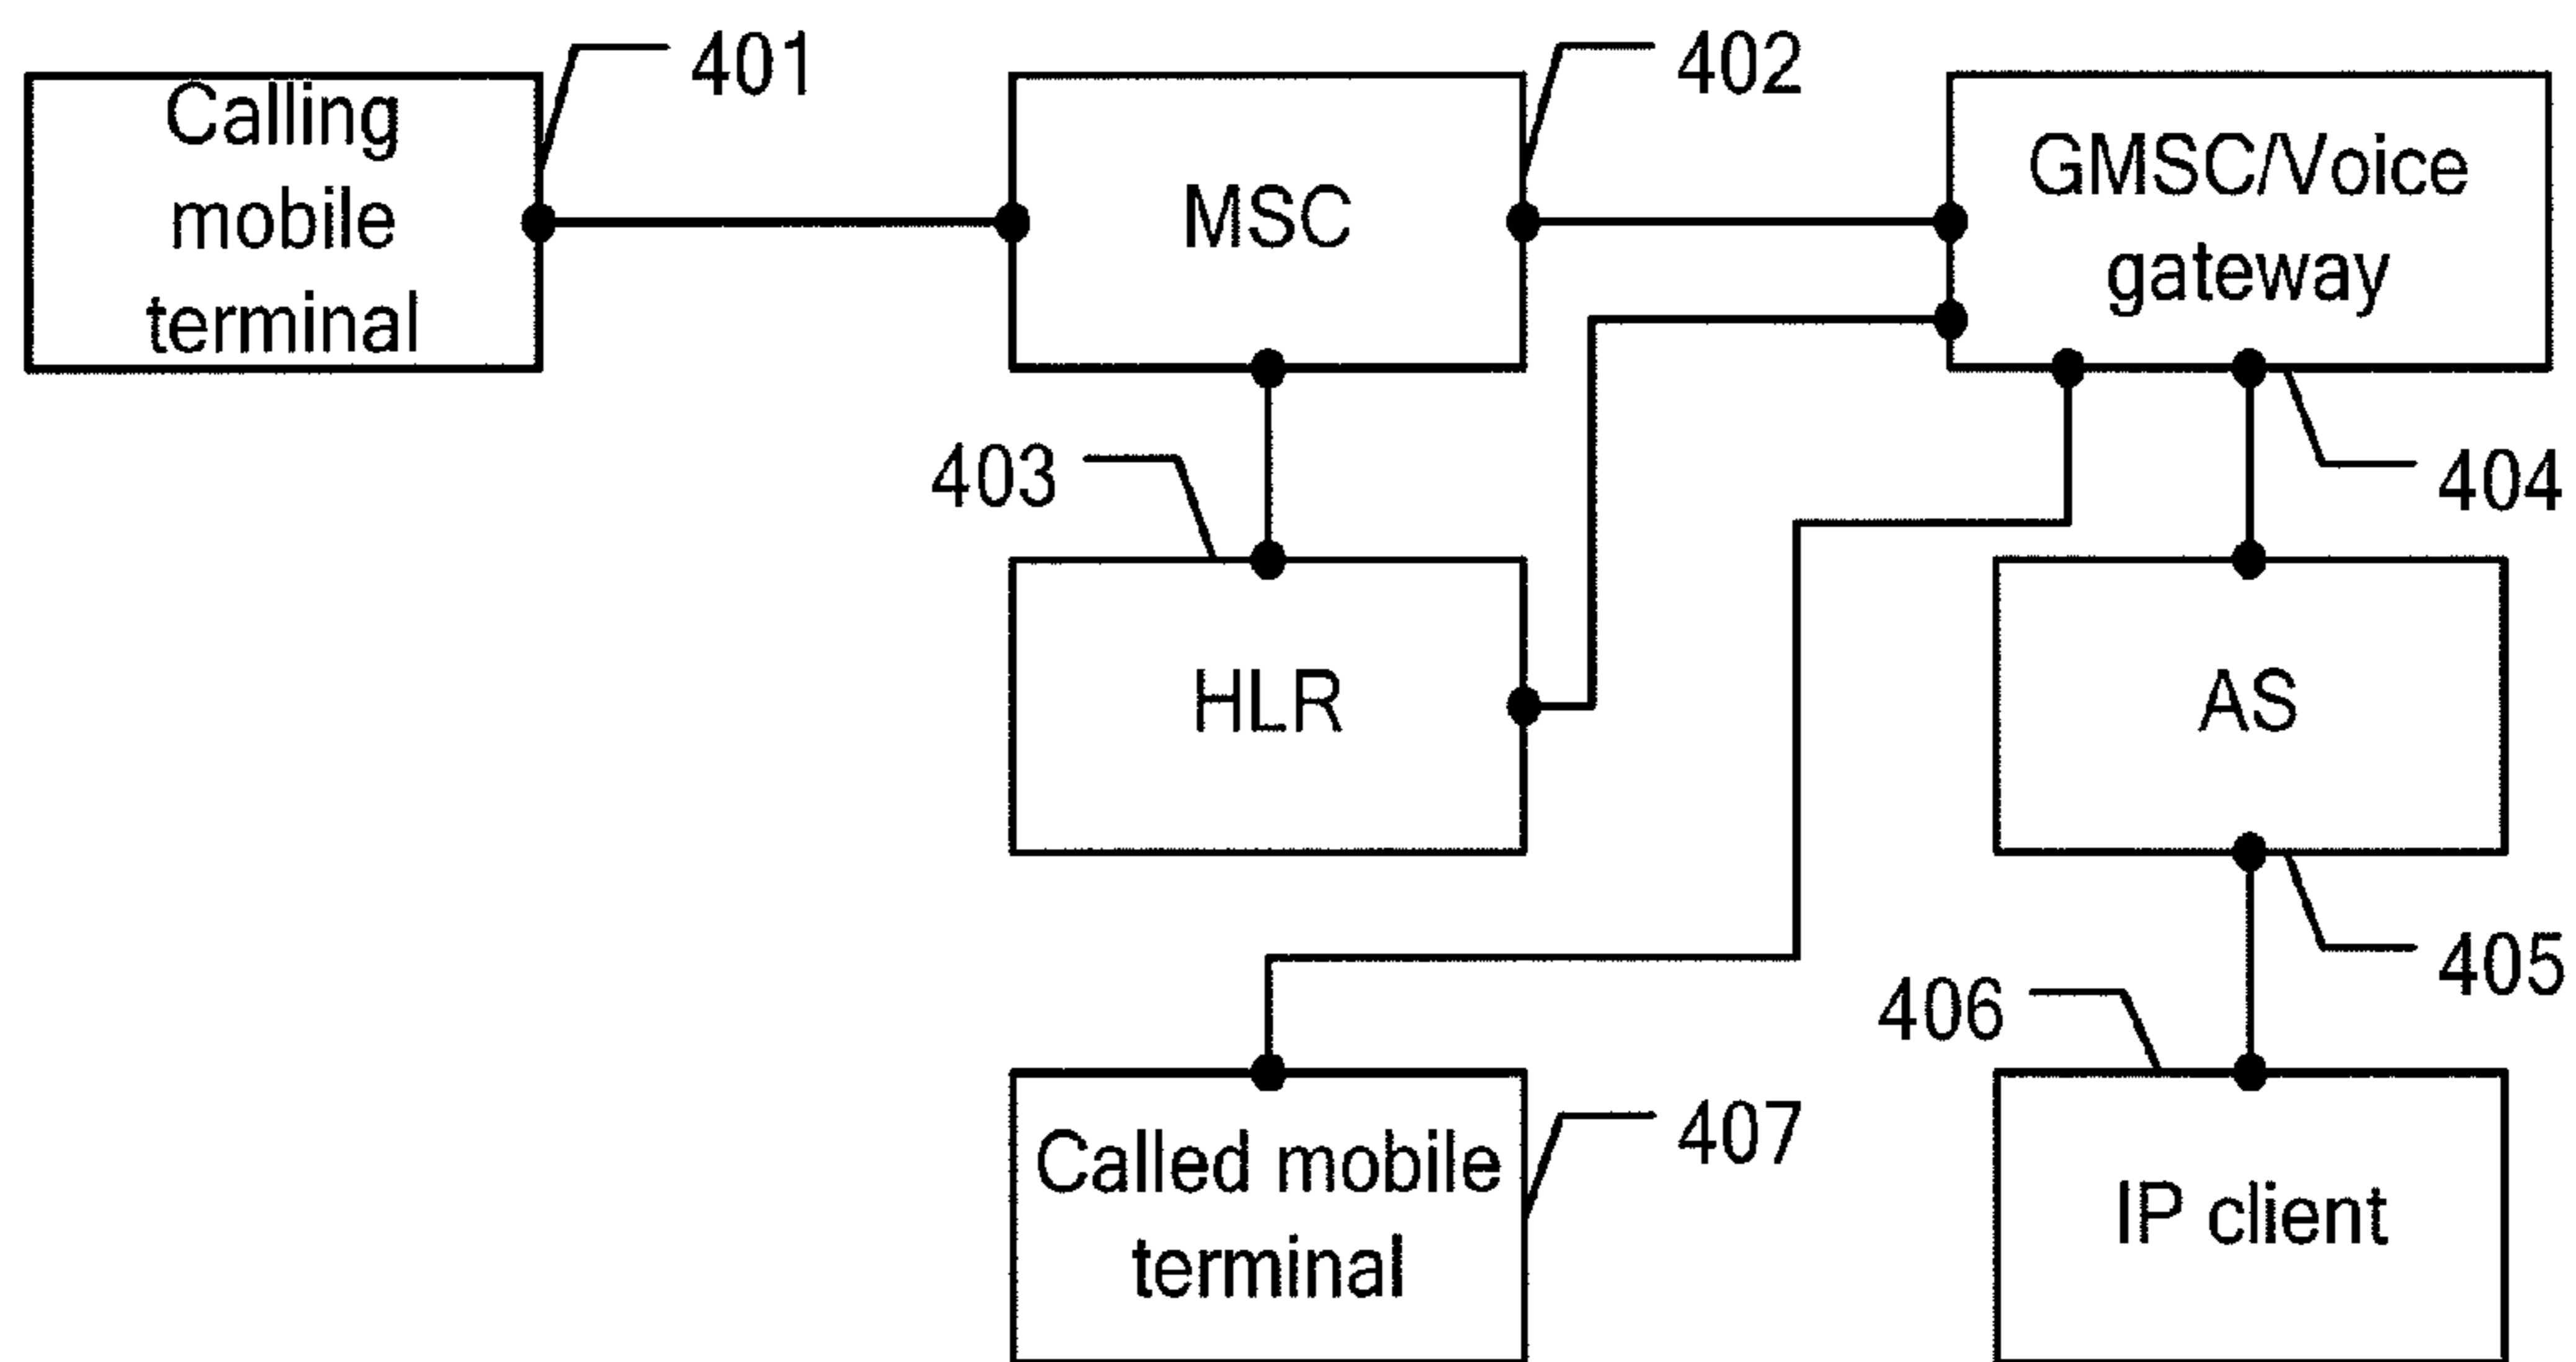 401
402
Calling
mobile
terminal
MSC
GMSC/Voice
gateway
403
404
HLR
AS
405
406
407
Called mobile
terminal
IP client